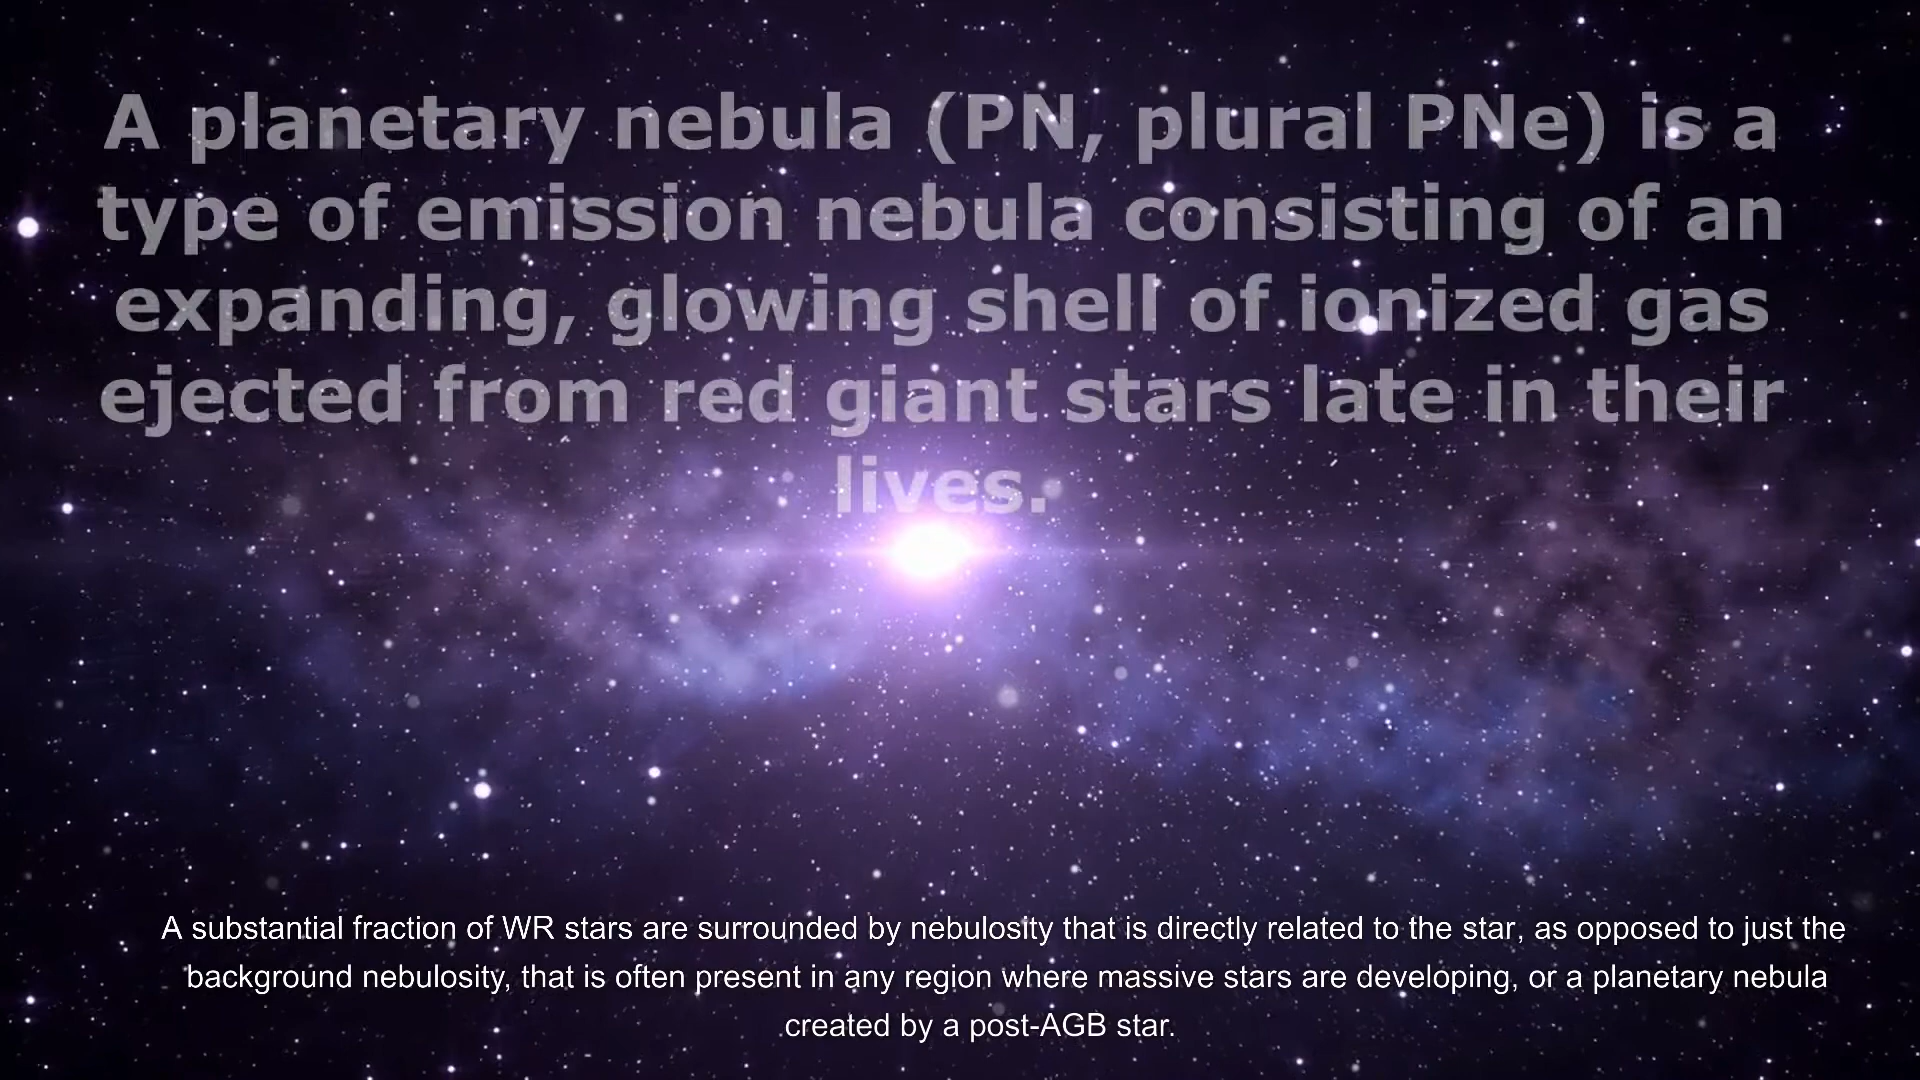 A planetary nebula (PN, plural PNe) is a
type of emission nebula consisting of an
expanding, glowing shell of ionized gas
ejected from red giant stars late in their
lives.
A substantial fraction of WR stars are surrounded by nebulosity that is directly related to the star, as opposed to just the
background nebulosity, that is often present in any region where massive stars are developing, or a planetary nebula
created by a post-AGB star.